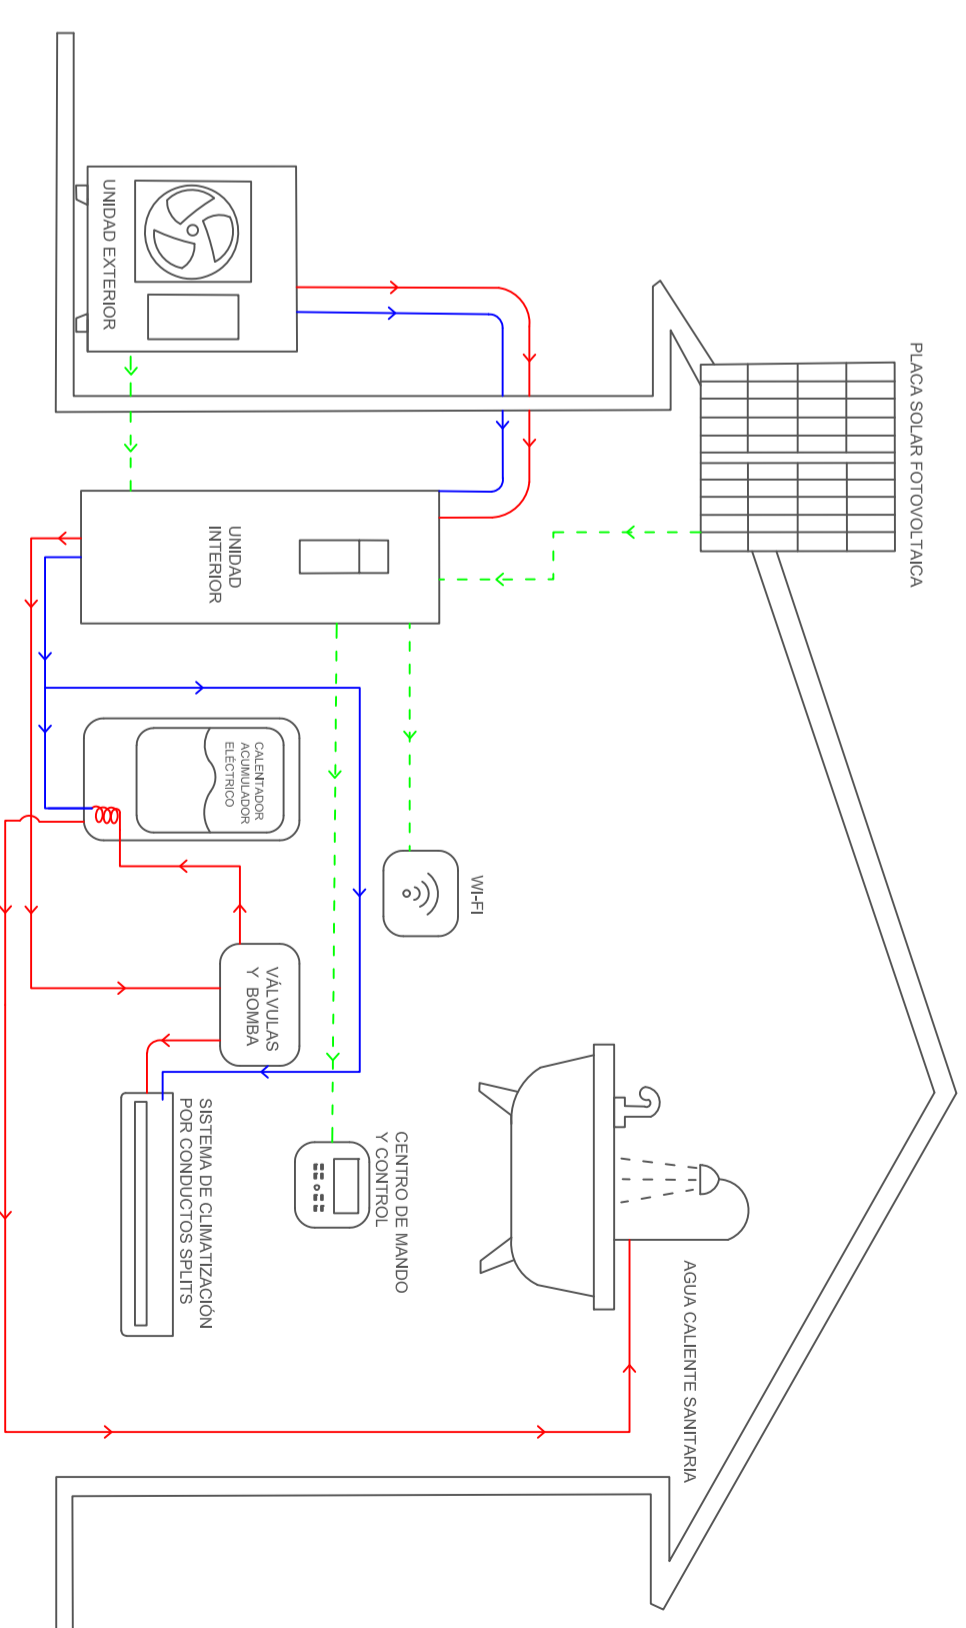 PLACA SOLAR FOTOVOLTAICA
UNIDAD EXTERIOR
UNIDAD
INTERIOR
CALENTADOR
ACUMULADOR
ELÉCTRICO
WI-FI
VÁLVULAS
Y BOMBA
CENTRO DE MANDO
Y CONTROL
SISTEMA DE CLIMATIZACIÓN
POR CONDUCTOS SPLITS
AGUA CALIENTE SANITARIA